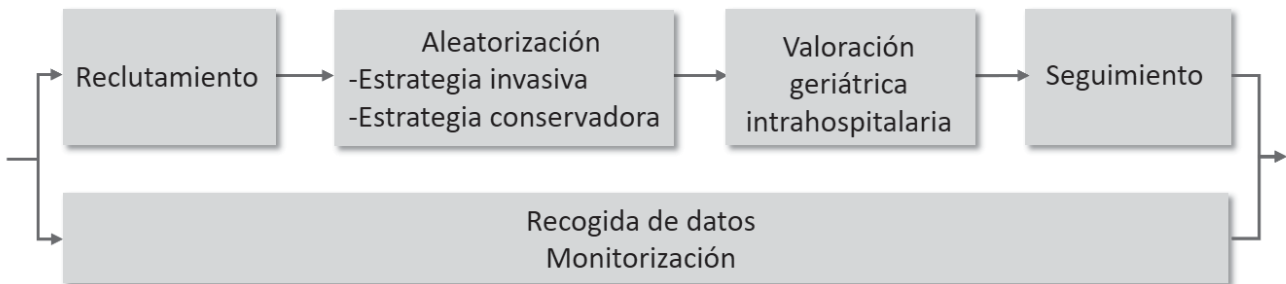 Reclutamiento
Aleatorización
-Estrategia invasiva
-Estrategia conservadora
Valoración
geriátrica
intrahospitalaria
Seguimiento
Recogida de datos
Monitorización